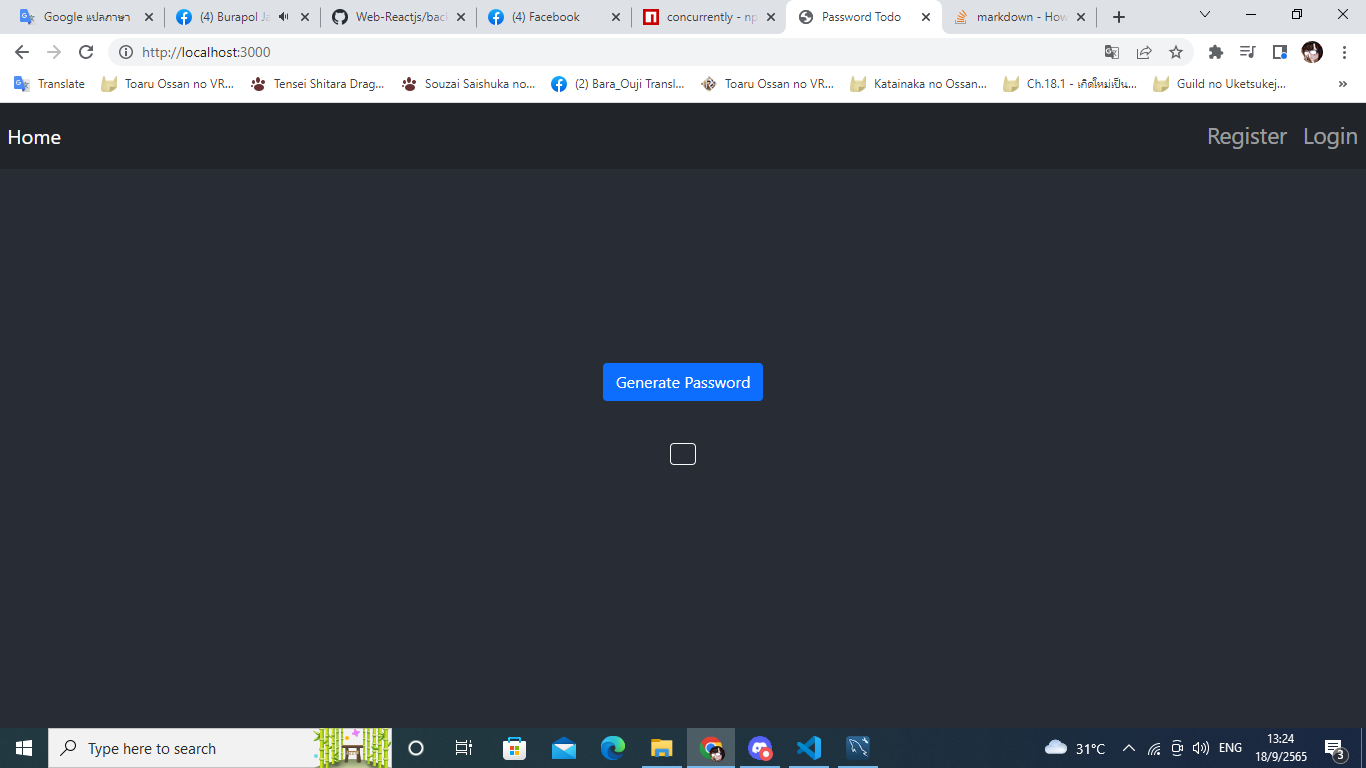 Google แปลภาษา
(4) Burapol Ja
Web-Reactjs/back
(4) Facebook
concurrently - np
Password Todo
markdown - How
http://localhost:3000
Translate
Toaru Ossan no VR...
Tensei Shitara Drag...
Souzai Saishuka no...
(2) Bara_Ouji Transl...
Toaru Ossan no VR...
Katainaka no Ossan...
Ch.18.1 - เกิดใหม่เป็น...
Guild no Uketsukej...
»
Home
Register
Login
Generate Password
Type here to search
31°C
ENG
13:24
18/9/2565
3